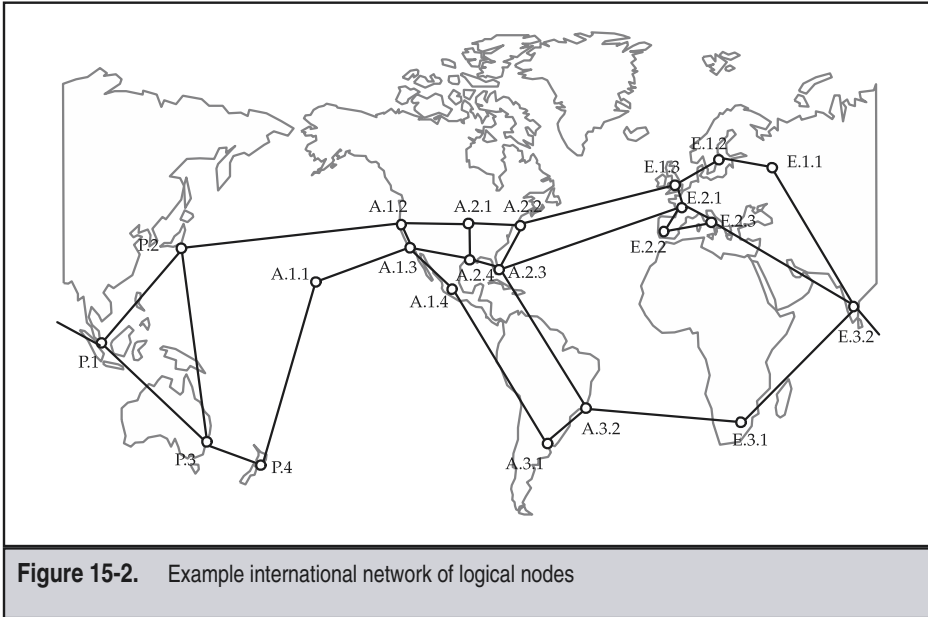 E.1.2
E.1.3
E.1.1
E.2.1
A.1.2
A.2.1
A.2.2
E.2.3
P.2
E.2.2
A.1.3
A.1.1
A.2.4
A.2.3
A.1.4
E.3.2
P.1
A.3.2
E.3.1
P.3
P.4
A.3.1
Figure 15-2. Example international network of logical nodes